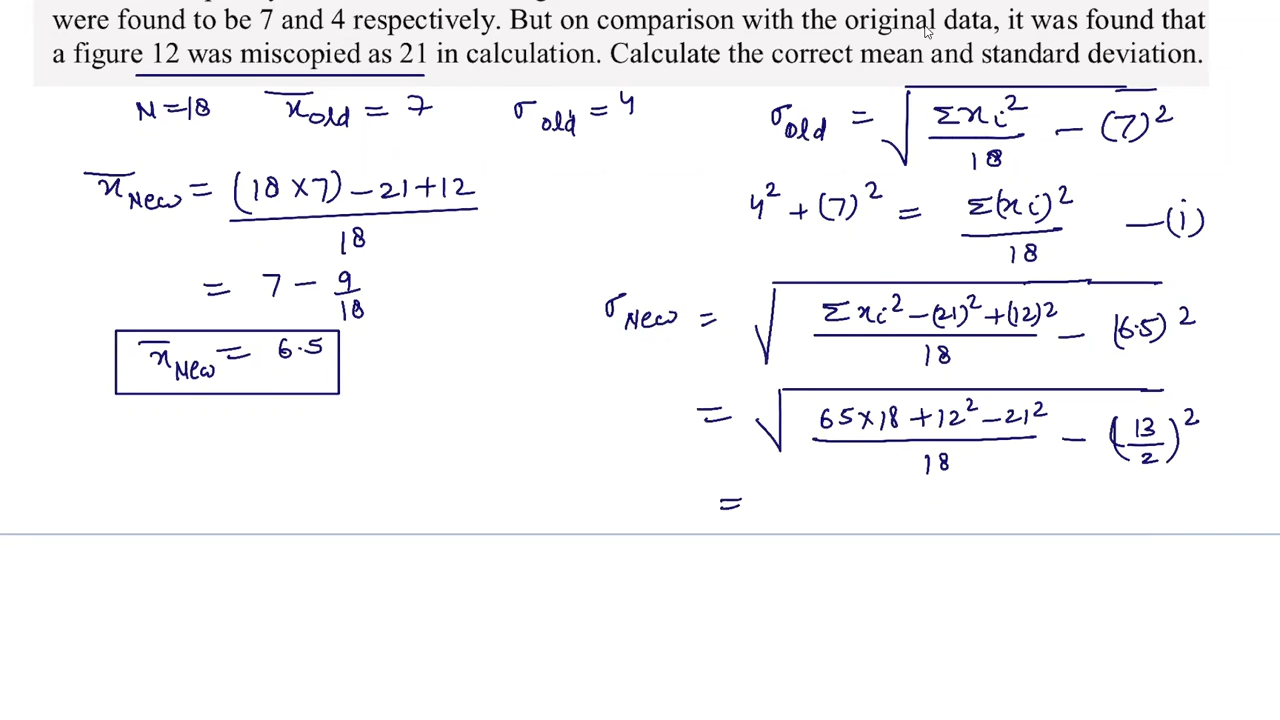 were found to be 7 and 4 respectively. But on comparison with the original data, it was found that
a figure 12 was miscopied as 21 in calculation. Calculate the correct mean and standard deviation.
N = 18 x̄old = 7 σold = 4
σold = √(Σxi²/18 − (7)²)
x̄New = ((18×7) − 21 + 12)/18
4² + (7)² = Σ(xi)²/18 —(i)
= 7 − 9/18
σNew = √((Σxi² − (21)² + (12)²)/18 − (6.5)²)
x̄New = 6.5
= √((65×18 + 12² − 21²)/18 − (13/2)²)
=